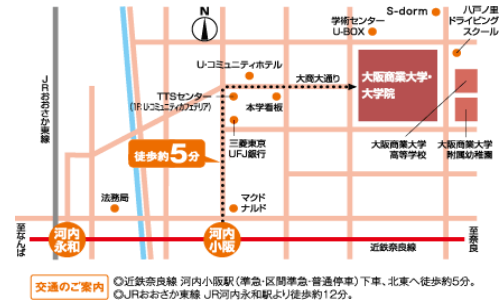 S-dorm
八戸ノ里
ドライビング
スクール
学術センター
U-BOX
N
U・コミュニティホテル
大商大通り
大阪商業大学・
大学院
JRおおさか東線
TTSセンター
(1F:U・コミュニティカフェテリア)
本学看板
三菱東京
UFJ銀行
大阪商業大学
高等学校
大阪商業大学
附属幼稚園
徒歩約5分
法務局
マクド
ナルド
至なんば
河内
永和
河内
小阪
近鉄奈良線
至奈良
交通のご案内
◎近鉄奈良線 河内小阪駅(準急・区間準急・普通停車)下車、北東へ徒歩約5分。
◎JRおおさか東線 JR河内永和駅より徒歩約12分。